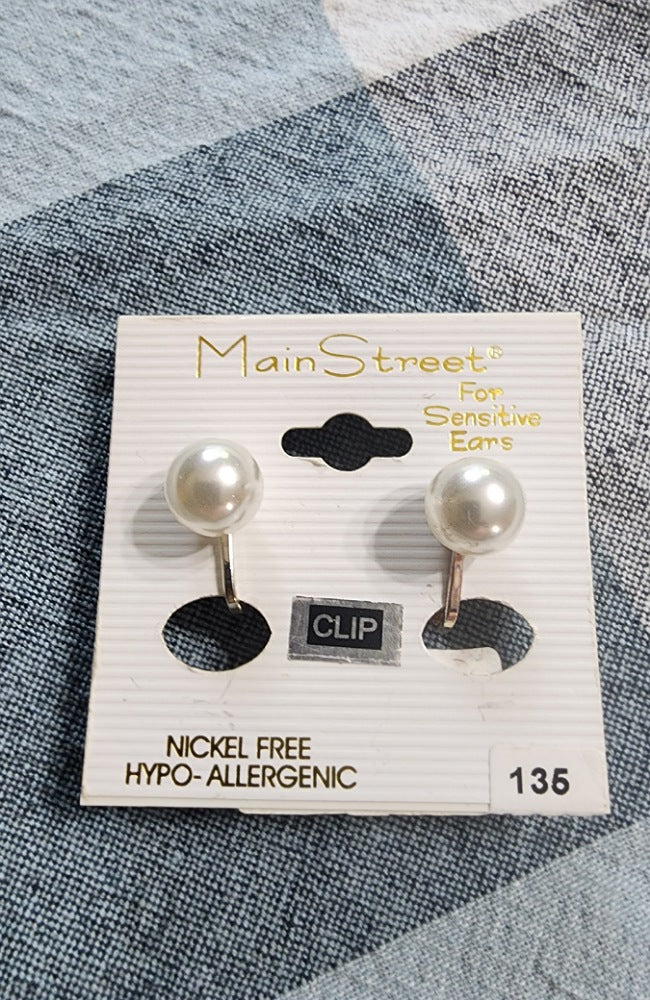 MainStreet®
For
Sensitive
Ears
CLIP
NICKEL FREE
HYPO-ALLERGENIC
135